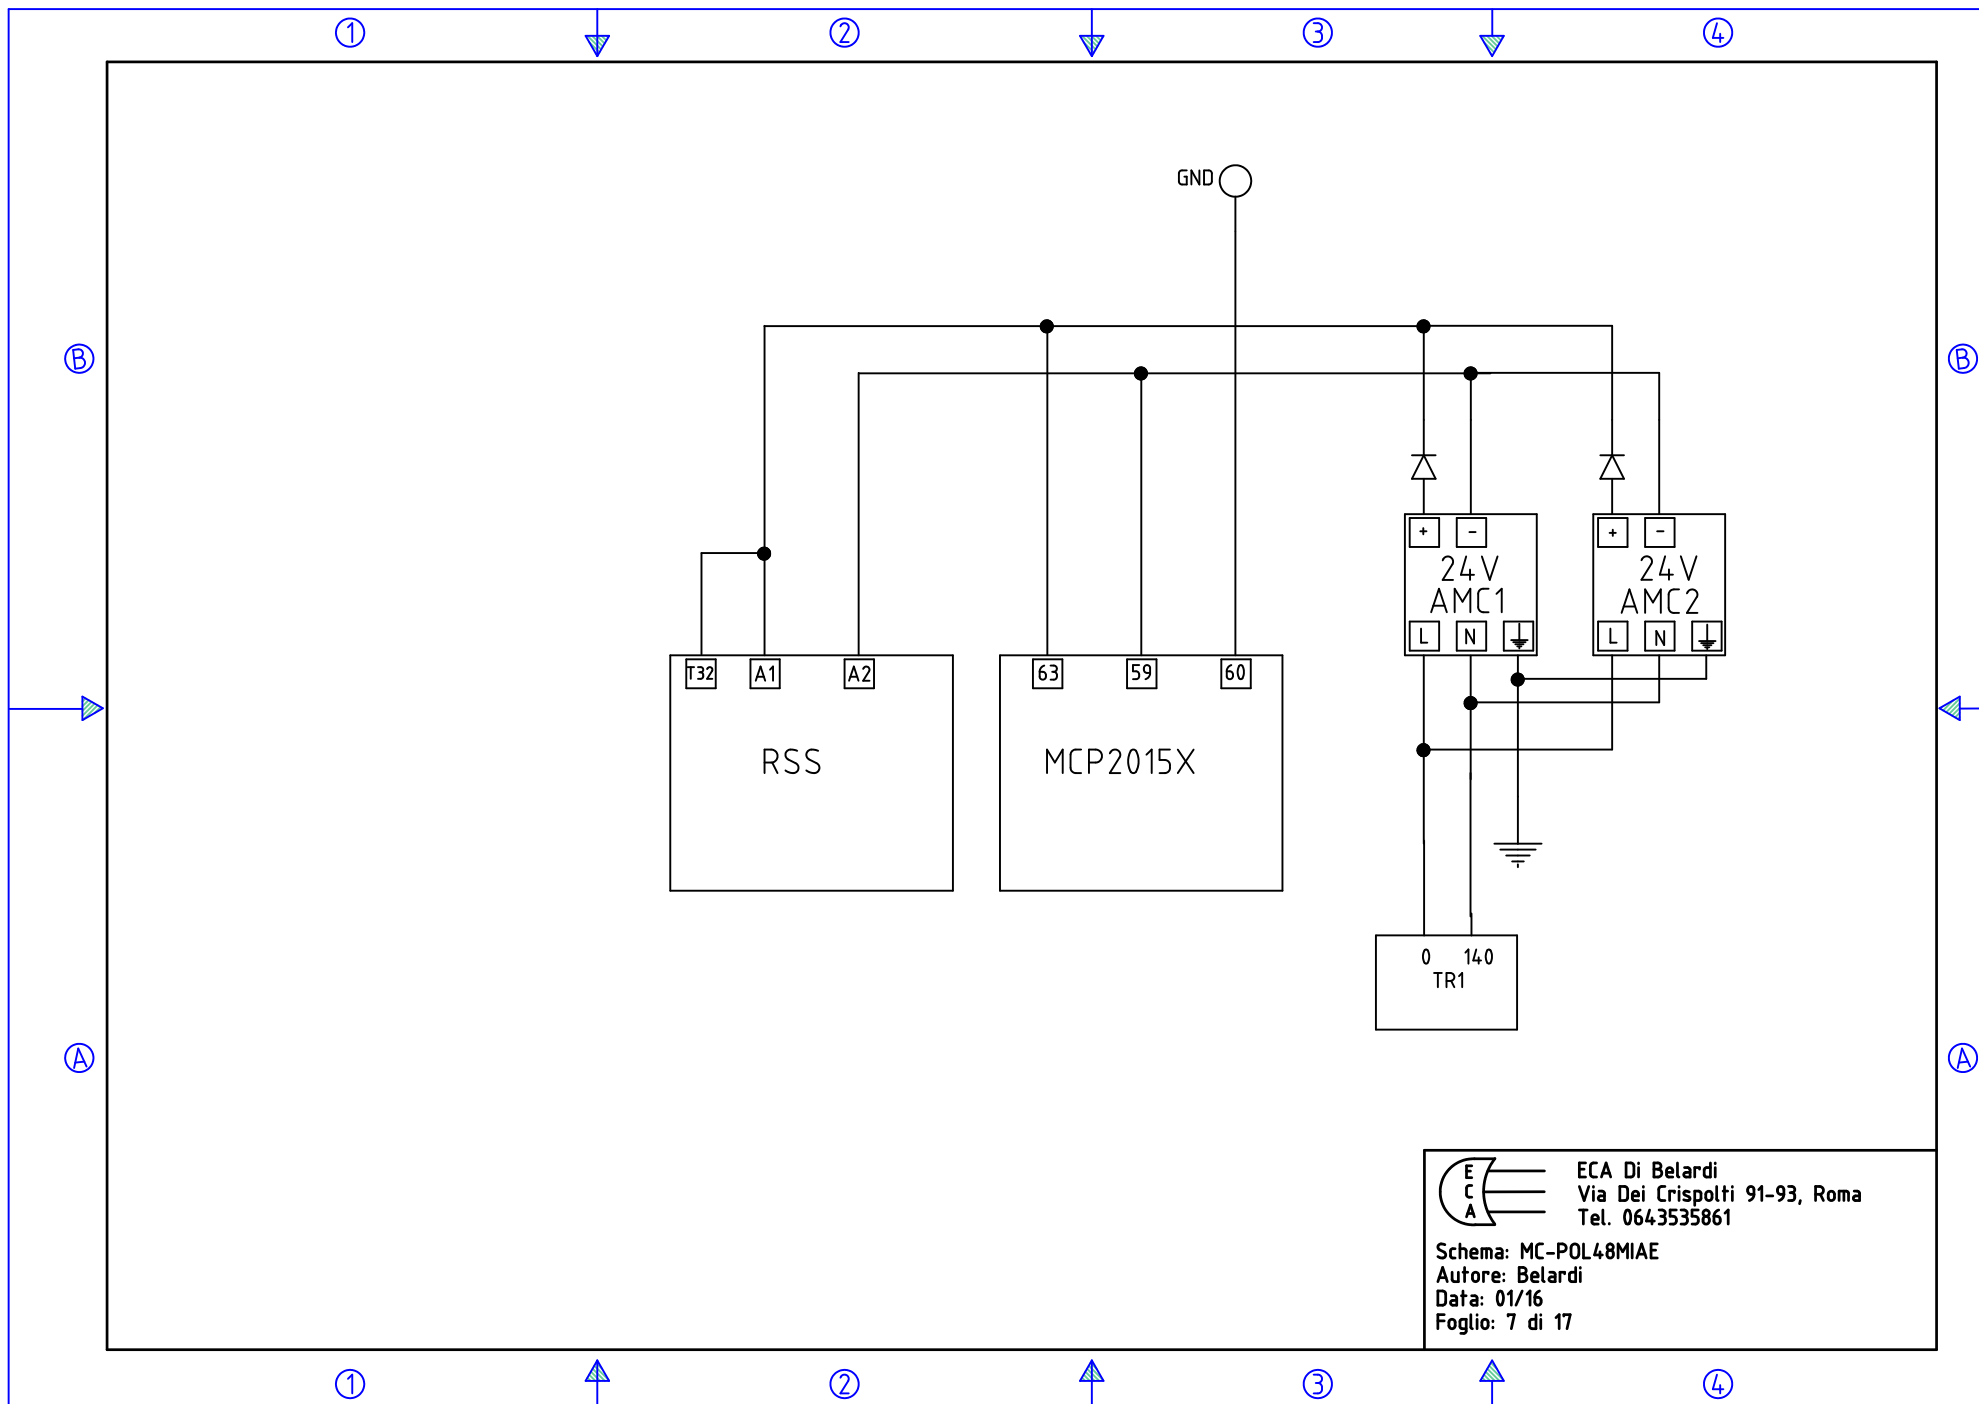 1 2 3 4
GND
B B
+ - + -
24V 24V
AMC1 AMC2
L N L N
T32 A1 A2 63 59 60
RSS MCP2015X
0 140
TR1
A A
E
C
A
ECA Di Belardi
Via Dei Crispolti 91-93, Roma
Tel. 0643535861
Schema: MC-POL48MIAE
Autore: Belardi
Data: 01/16
Foglio: 7 di 17
1 2 3 4